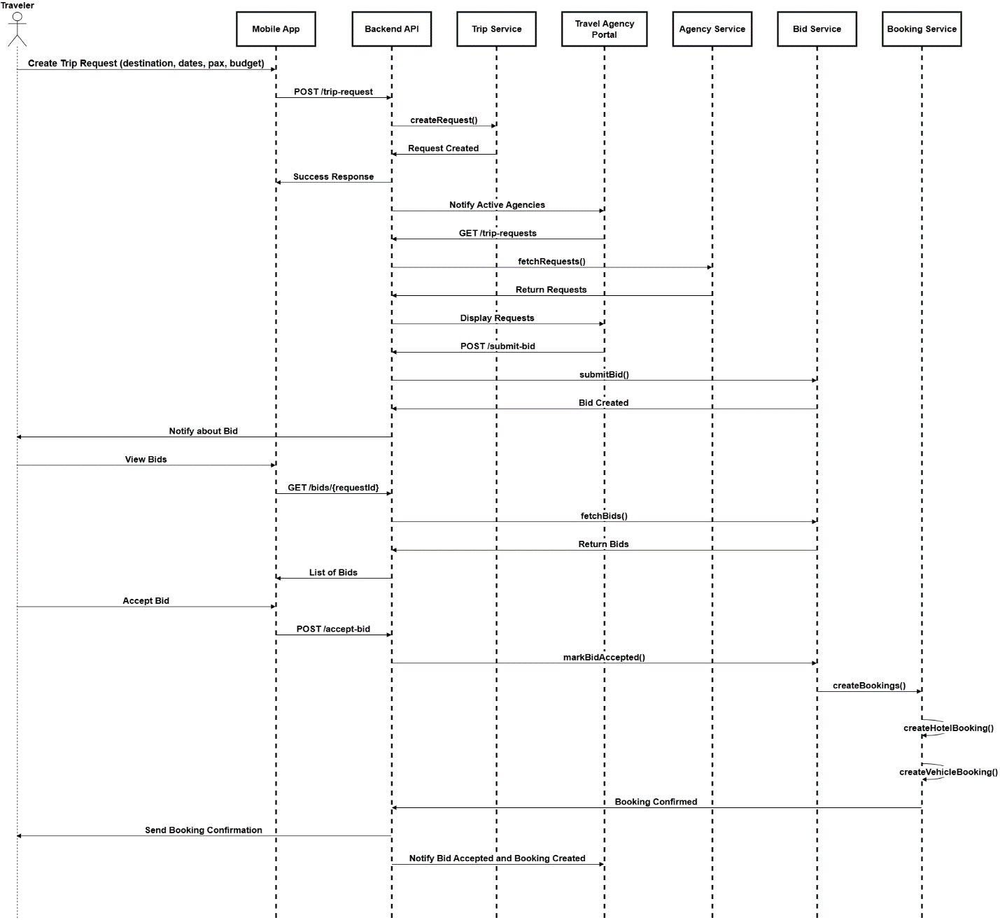 Traveler
Mobile App
Backend API
Trip Service
Travel Agency
Portal
Agency Service
Bid Service
Booking Service
Create Trip Request (destination, dates, pax, budget)
POST /trip-request
createRequest()
Request Created
Success Response
Notify Active Agencies
GET /trip-requests
fetchRequests()
Return Requests
Display Requests
POST /submit-bid
submitBid()
Bid Created
Notify about Bid
View Bids
GET /bids/{requestId}
fetchBids()
Return Bids
List of Bids
Accept Bid
POST /accept-bid
markBidAccepted()
createBookings()
createHotelBooking()
createVehicleBooking()
Booking Confirmed
Send Booking Confirmation
Notify Bid Accepted and Booking Created